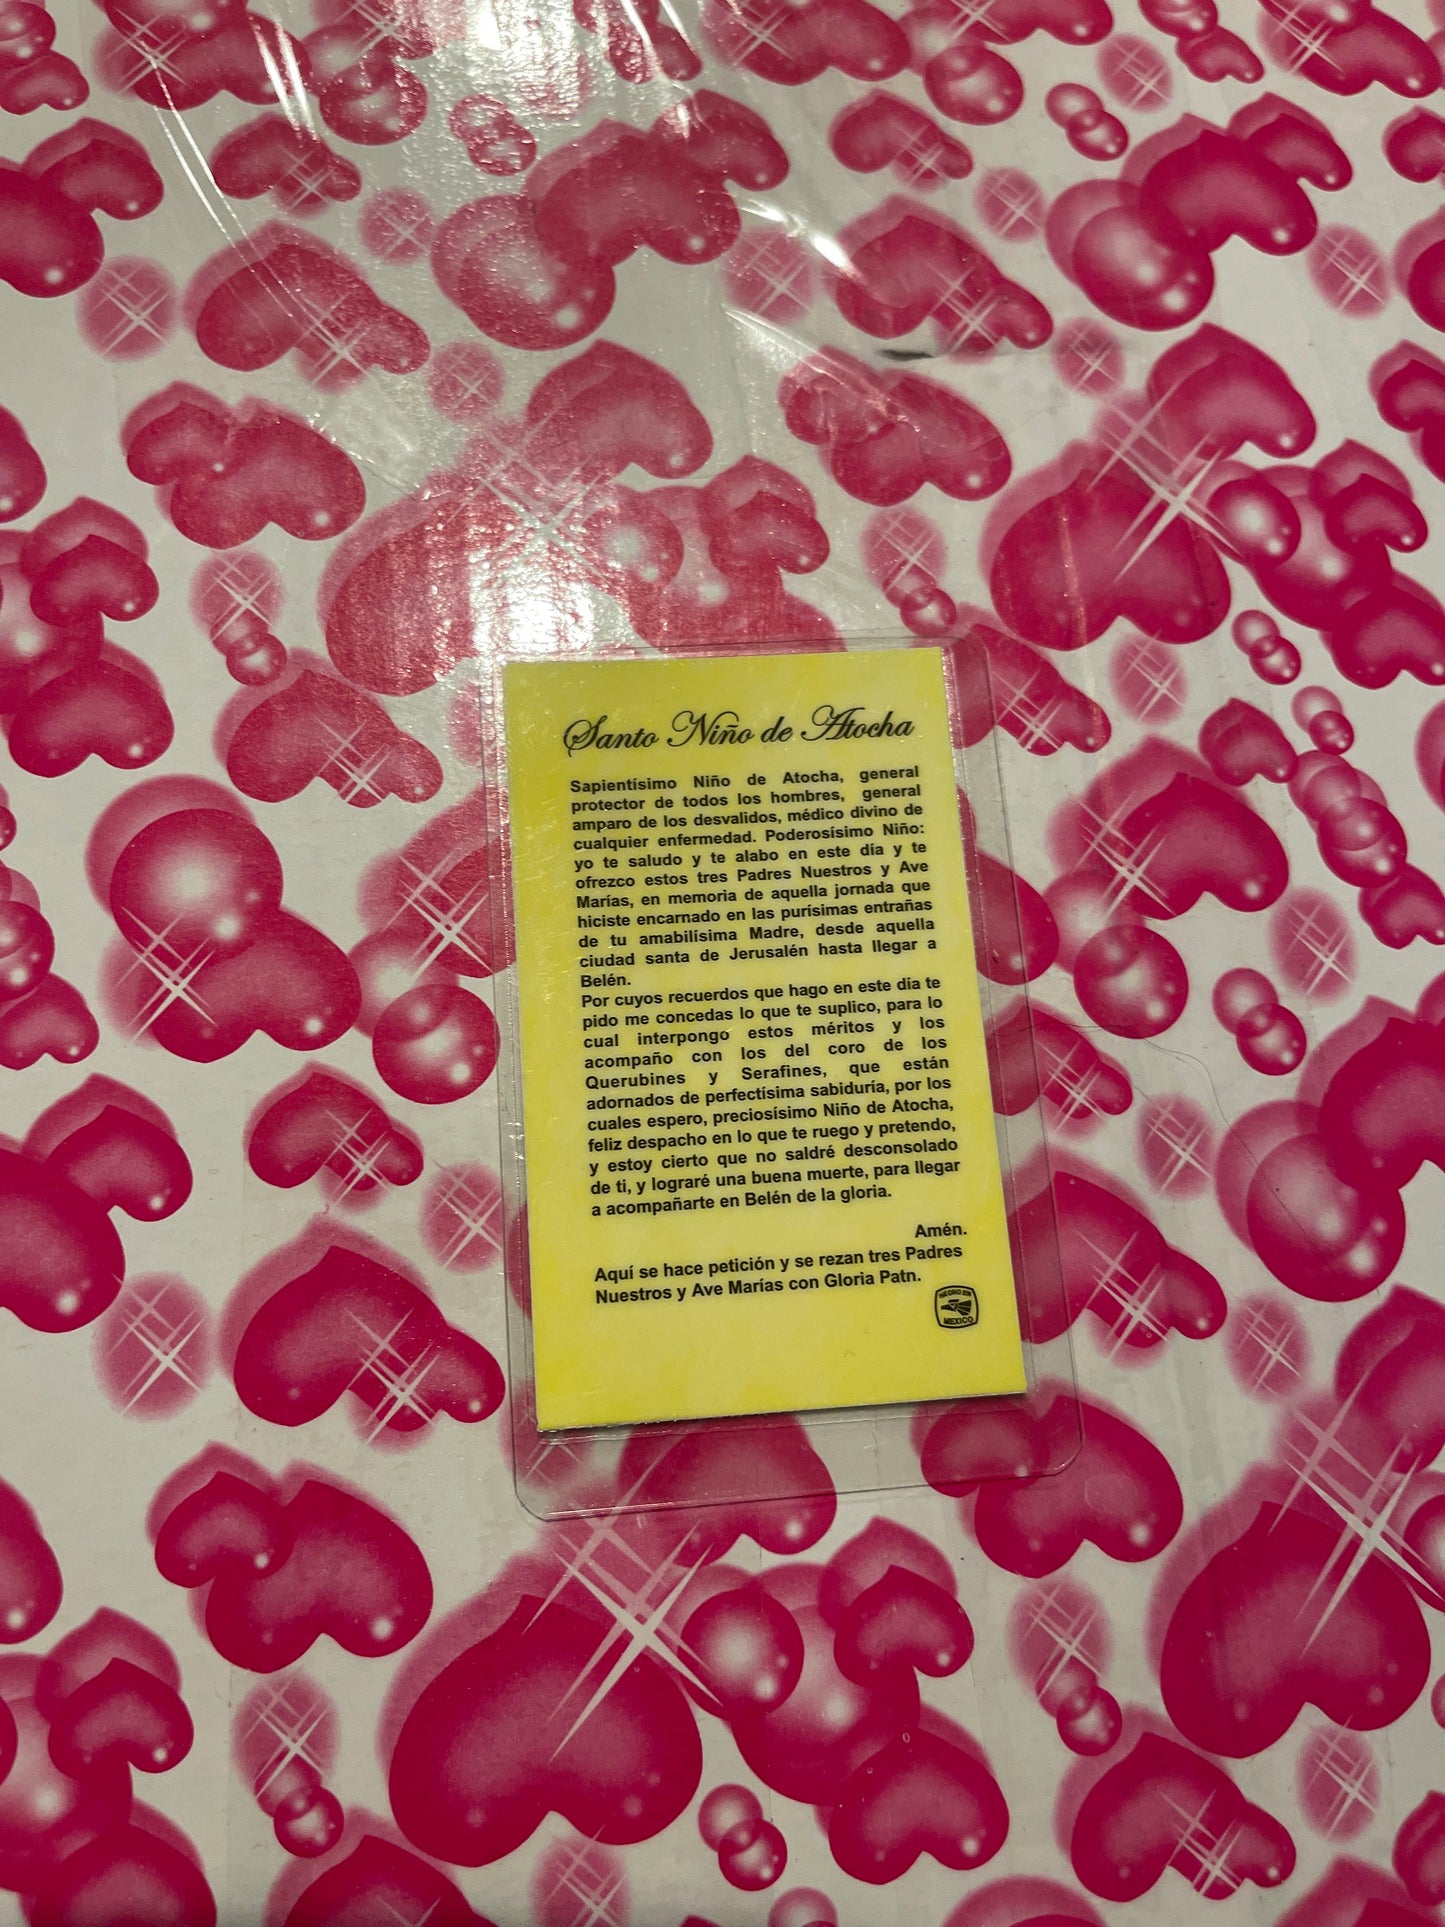 Santo Niño de Atocha
Sapientísimo Niño de Atocha, general
protector de todos los hombres, general
amparo de los desvalidos, médico divino de
cualquier enfermedad. Poderosísimo Niño:
yo te saludo y te alabo en este día y te
ofrezco estos tres Padres Nuestros y Ave
Marías, en memoria de aquella jornada que
hiciste encarnado en las purísimas entrañas
de tu amabilísima Madre, desde aquella
ciudad santa de Jerusalén hasta llegar a
Belén.
Por cuyos recuerdos que hago en este día te
pido me concedas lo que te suplico, para lo
cual interpongo estos méritos y los
acompaño con los del coro de los
Querubines y Serafines, que están
adornados de perfectísima sabiduría, por los
cuales espero, preciosísimo Niño de Atocha,
feliz despacho en lo que te ruego y pretendo,
y estoy cierto que no saldré desconsolado
de ti, y lograré una buena muerte, para llegar
a acompañarte en Belén de la gloria.
Amén.
Aquí se hace petición y se rezan tres Padres
Nuestros y Ave Marías con Gloria Patn.
HECHO EN
MEXICO